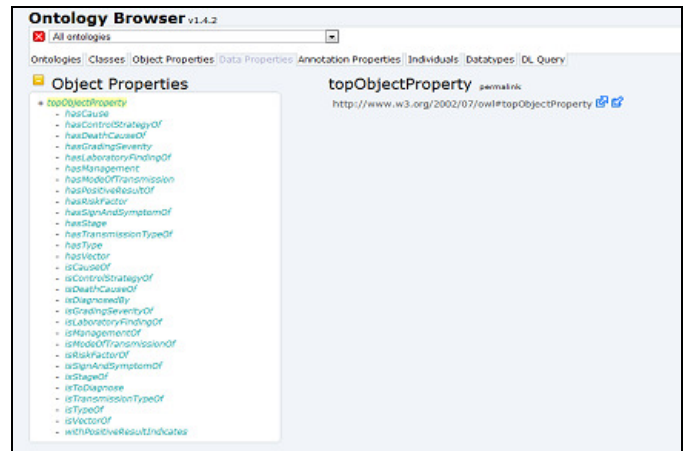 Ontology Browser v1.4.2
All ontologies
Ontologies Classes Object Properties Data Properties Annotation Properties Individuals Datatypes DL Query
Object Properties
topObjectProperty
hasCause
hasControlStrategyOf
hasDeathCauseOf
hasGradingSeverity
hasLaboratoryFindingOf
hasManagement
hasModeOfTransmission
hasPositiveResultOf
hasRiskFactor
hasSignAndSymptomOf
hasStage
hasTransmissionTypeOf
hasType
hasVector
isCauseOf
isControlStrategyOf
isDeathCauseOf
isDiagnosedBy
isGradingSeverityOf
isLaboratoryFindingOf
isManagementOf
isModeOfTransmissionOf
isRiskFactorOf
isSignAndSymptomOf
isStageOf
isToDiagnose
isTransmissionTypeOf
isTypeOf
isVectorOf
withPositiveResultIndicates
topObjectProperty permalink
http://www.w3.org/2002/07/owl#topObjectProperty